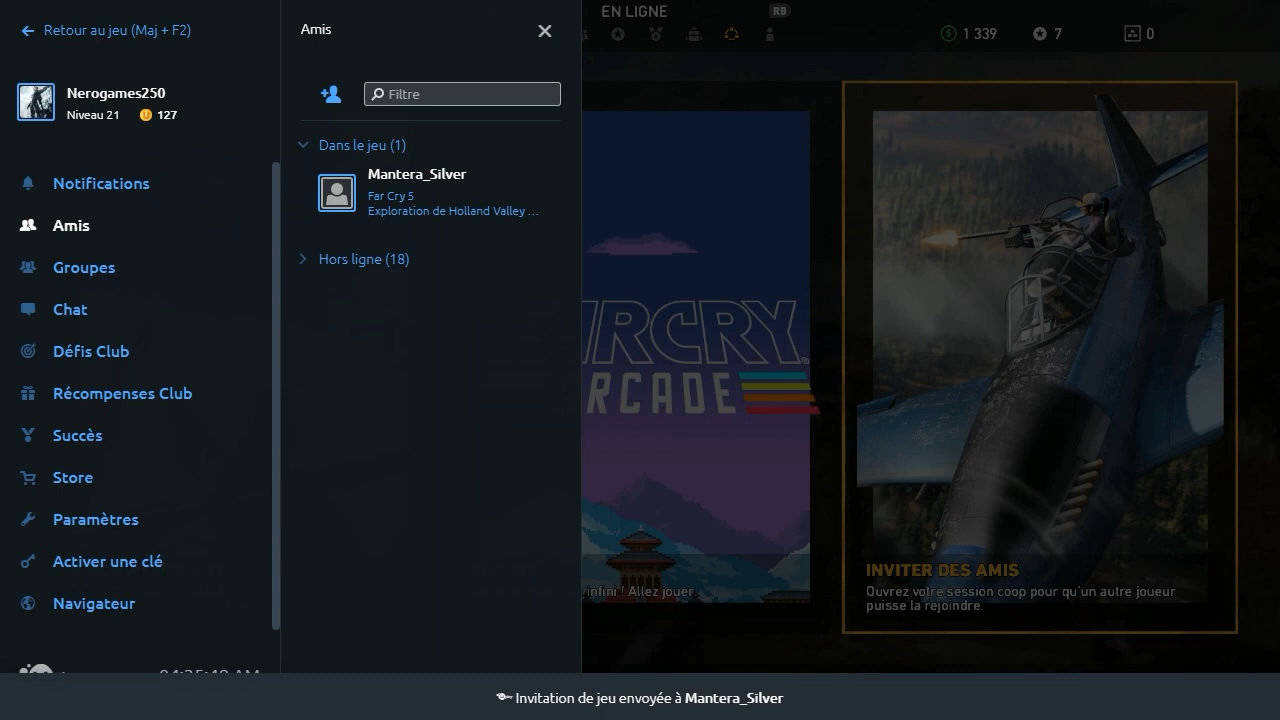 Retour au jeu (Maj + F2)
Nerogames250
Niveau 21
127
Notifications
Amis
Groupes
Chat
Défis Club
Récompenses Club
Succès
Store
Paramètres
Activer une clé
Navigateur
Amis
Filtre
Dans le jeu (1)
Mantera_Silver
Far Cry 5
Exploration de Holland Valley ...
Hors ligne (18)
EN LIGNE
RB
1 339
7
0
RCRY
RCADE
infini ! Allez jouer.
INVITER DES AMIS
Ouvrez votre session coop pour qu'un autre joueur
puisse la rejoindre.
Invitation de jeu envoyée à Mantera_Silver